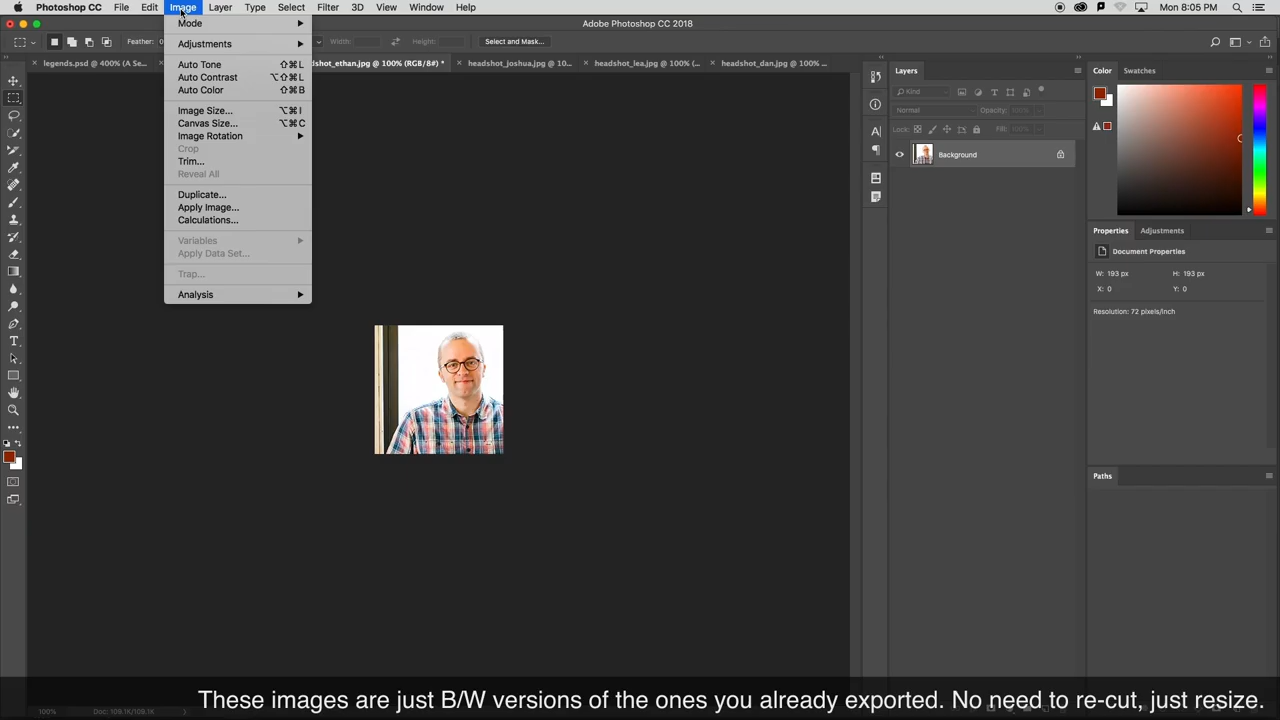 Photoshop CC File Edit Image Layer Type Select Filter 3D View Window Help Mon 8:05 PM
Adobe Photoshop CC 2018
Feather: 0 Width: Height: Select and Mask...
legends.psd @ 400% (A Se... dshot_ethan.jpg @ 100% (RGB/8#) * headshot_joshua.jpg @ 10... headshot_lea.jpg @ 100% (... headshot_dan.jpg @ 100% ...
Mode
Adjustments
Auto Tone ⇧⌘L
Auto Contrast ⌥⇧⌘L
Auto Color ⇧⌘B
Image Size... ⌥⌘I
Canvas Size... ⌥⌘C
Image Rotation
Crop
Trim...
Reveal All
Duplicate...
Apply Image...
Calculations...
Variables
Apply Data Set...
Trap...
Analysis
Layers
Kind
Normal Opacity: 100%
Lock: Fill: 100%
Background
Color Swatches
Properties Adjustments
Document Properties
W: 193 px H: 193 px
X: 0 Y: 0
Resolution: 72 pixels/inch
Paths
100% Doc: 109.1K/109.1K
These images are just B/W versions of the ones you already exported. No need to re-cut, just resize.